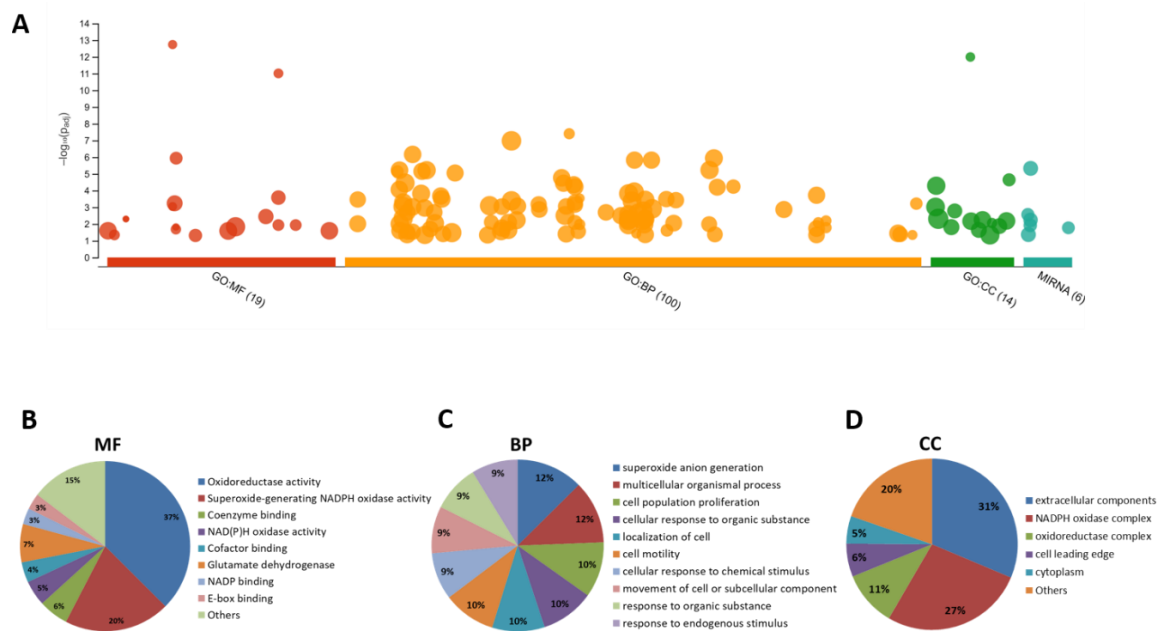 A
14
13
12
11
10
9
8
7
6
5
4
3
2
1
0
−log₁₀(p_adj)
GO:MF (19)
GO:BP (100)
GO:CC (14)
MIRNA (6)
B
MF
37%
20%
6%
5%
4%
7%
3%
3%
15%
Oxidoreductase activity
Superoxide-generating NADPH oxidase activity
Coenzyme binding
NAD(P)H oxidase activity
Cofactor binding
Glutamate dehydrogenase
NADP binding
E-box binding
Others
C
BP
12%
12%
10%
10%
10%
10%
9%
9%
9%
9%
superoxide anion generation
multicellular organismal process
cell population proliferation
cellular response to organic substance
localization of cell
cell motility
cellular response to chemical stimulus
movement of cell or subcellular component
response to organic substance
response to endogenous stimulus
D
CC
31%
27%
11%
6%
5%
20%
extracellular components
NADPH oxidase complex
oxidoreductase complex
cell leading edge
cytoplasm
Others